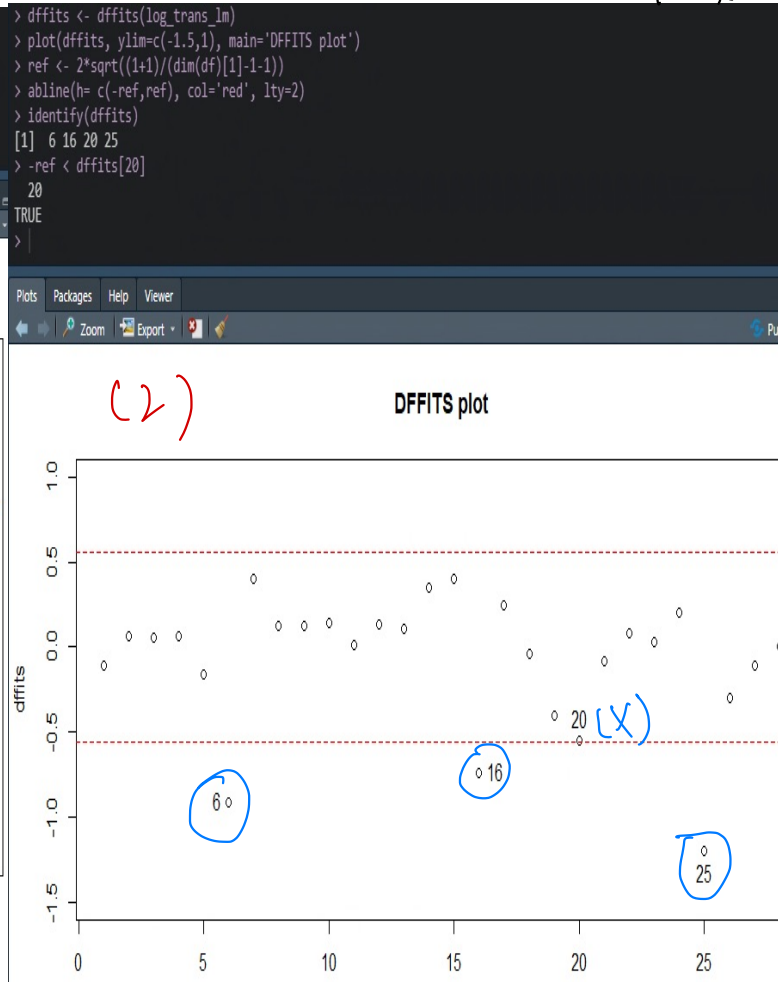 > dffits <- dffits(log_trans_lm)
> plot(dffits, ylim=c(-1.5,1), main='DFFITS plot')
> ref <- 2*sqrt((1+1)/(dim(df)[1]-1-1))
> abline(h= c(-ref,ref), col='red', lty=2)
> identify(dffits)
[1]  6 16 20 25
> -ref < dffits[20]
20
TRUE
>
Plots Packages Help Viewer
Zoom Export
(2)
DFFITS plot
1.0
0.5
0.0
-0.5
-1.0
-1.5
dffits
20 (X)
16
6
25
0 5 10 15 20 25